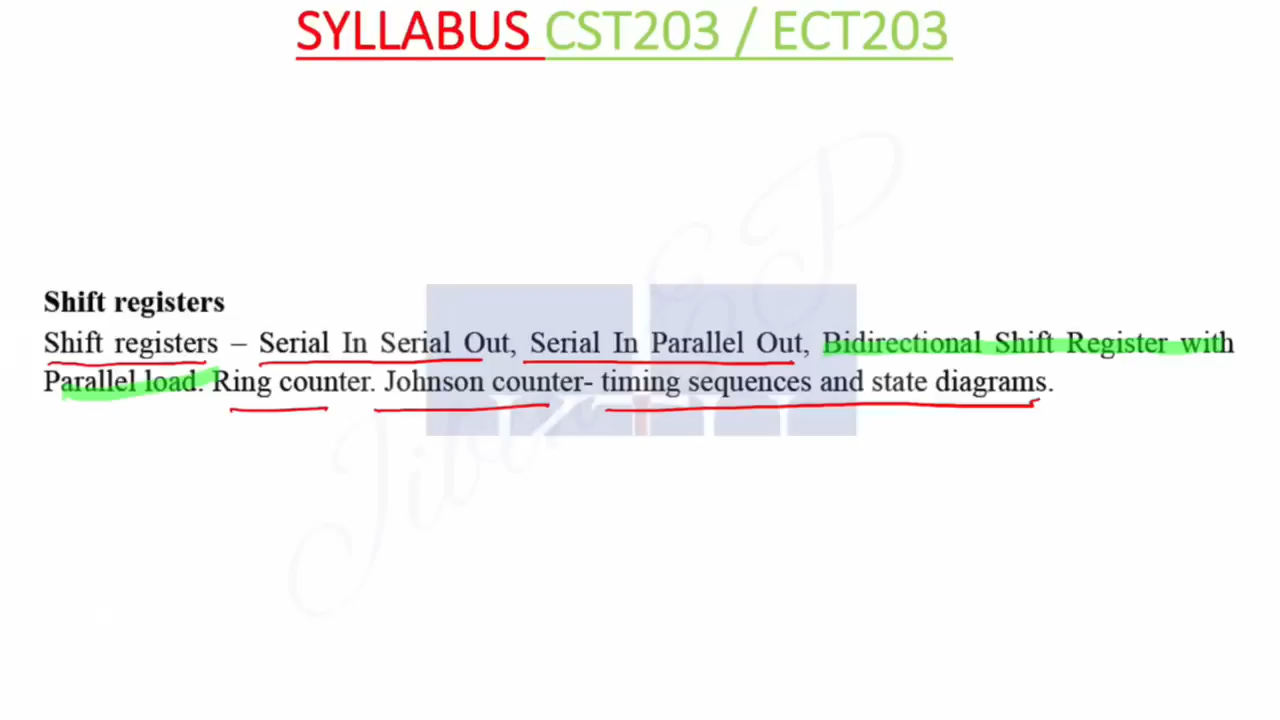 SYLLABUS CST203 / ECT203
Shift registers
Shift registers – Serial In Serial Out, Serial In Parallel Out, Bidirectional Shift Register with
Parallel load. Ring counter. Johnson counter- timing sequences and state diagrams.
KTU